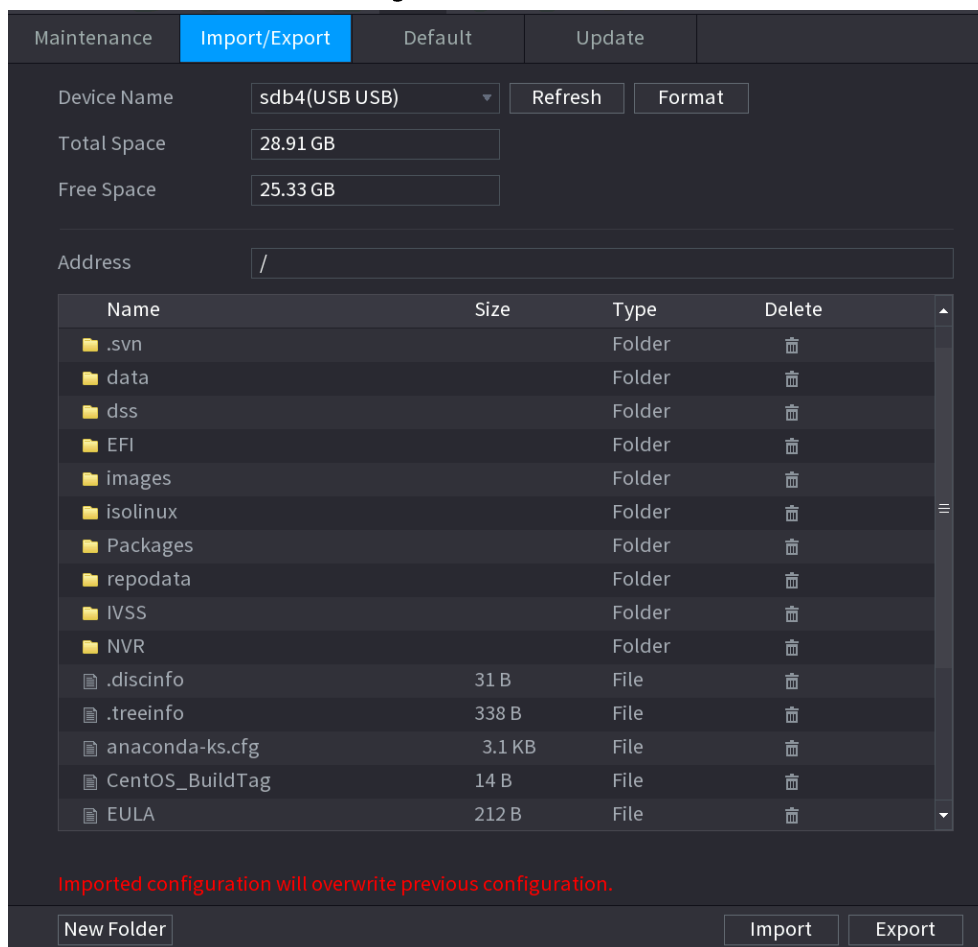 Maintenance Import/Export Default Update
Device Name sdb4(USB USB) Refresh Format
Total Space 28.91 GB
Free Space 25.33 GB
Address /
Name Size Type Delete
.svn Folder
data Folder
dss Folder
EFI Folder
images Folder
isolinux Folder
Packages Folder
repodata Folder
IVSS Folder
NVR Folder
.discinfo 31 B File
.treeinfo 338 B File
anaconda-ks.cfg 3.1 KB File
CentOS_BuildTag 14 B File
EULA 212 B File
Imported configuration will overwrite previous configuration.
New Folder Import Export